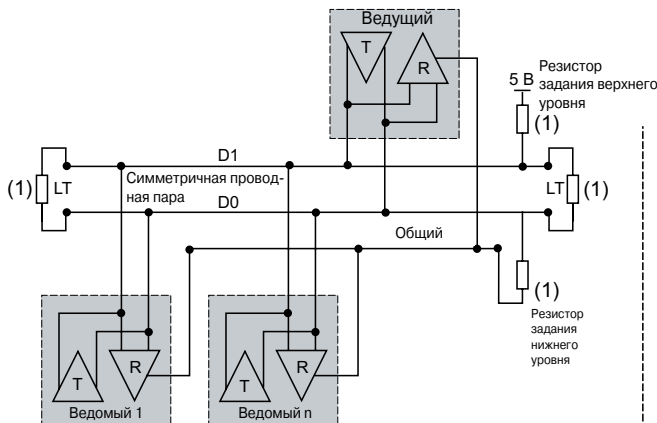 Ведущий
T
R
5 В
Резистор
задания верхнего
уровня
(1)
D1
(1)
LT
Симметричная провод-
ная пара
LT
(1)
D0
Общий
(1)
Резистор
задания
нижнего
уровня
T
R
T
R
Ведомый 1
Ведомый n